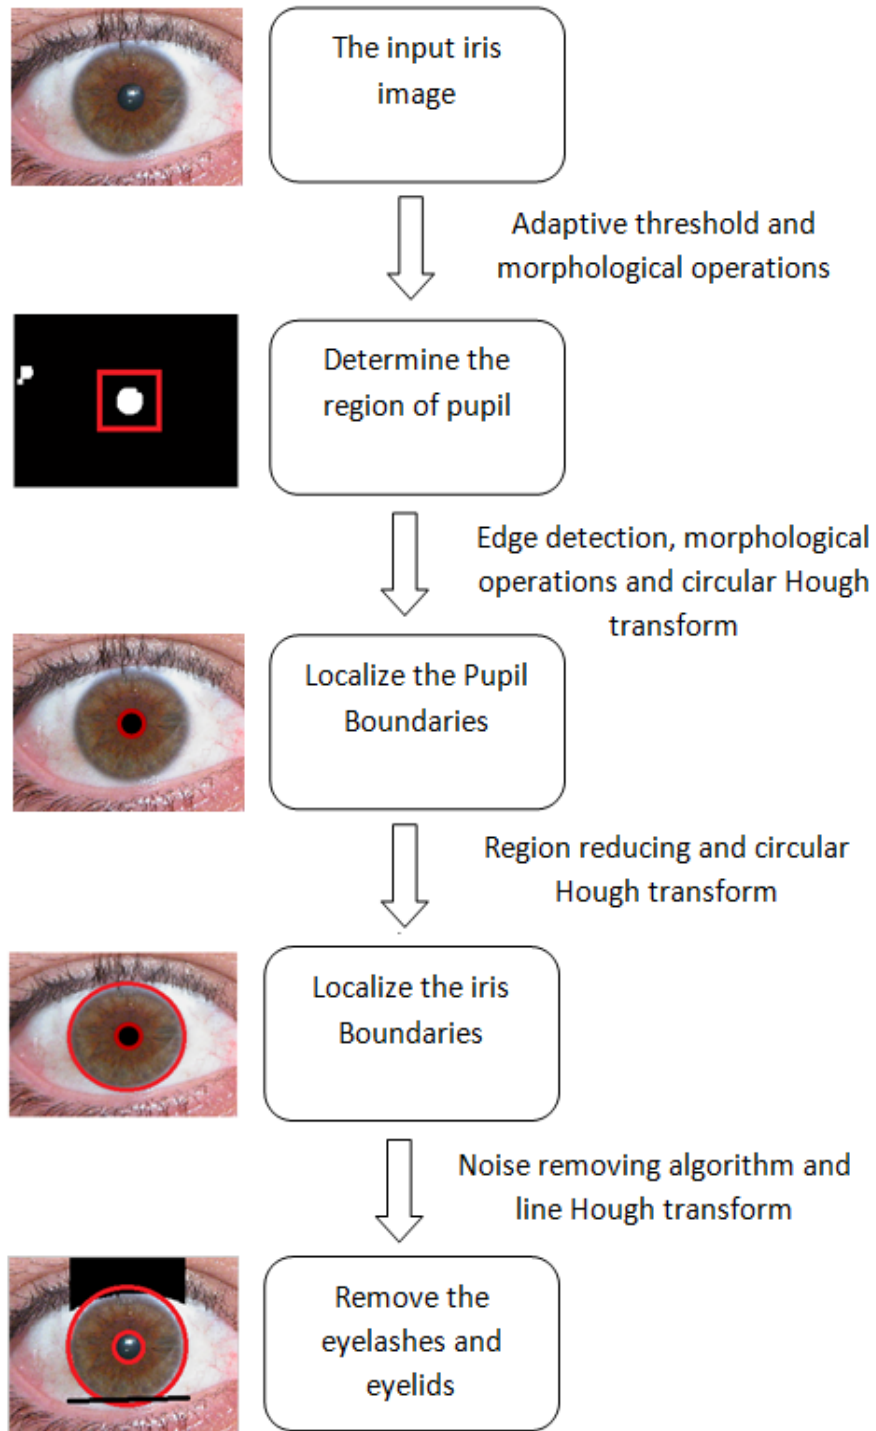 The input iris
image
Adaptive threshold and
morphological operations
Determine the
region of pupil
Edge detection, morphological
operations and circular Hough
transform
Localize the Pupil
Boundaries
Region reducing and circular
Hough transform
Localize the iris
Boundaries
Noise removing algorithm and
line Hough transform
Remove the
eyelashes and
eyelids